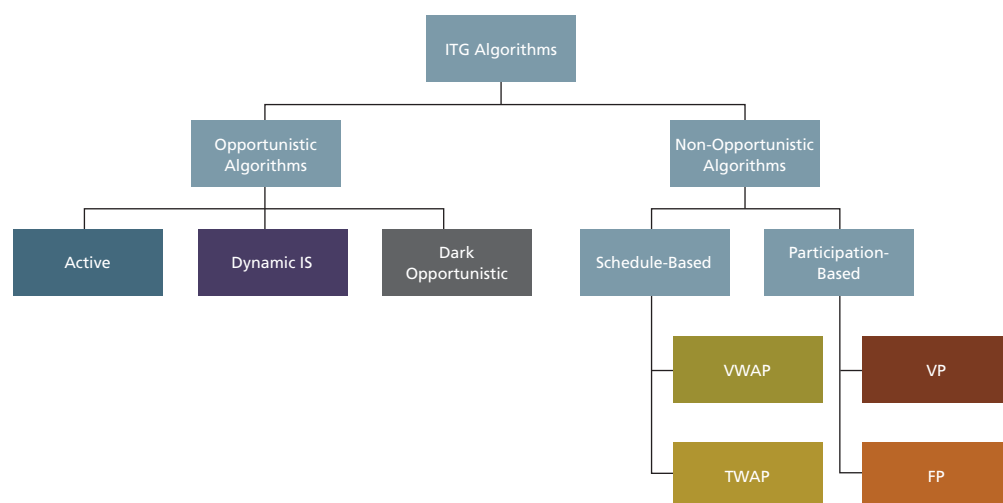 ITG Algorithms
Opportunistic
Algorithms
Non-Opportunistic
Algorithms
Active
Dynamic IS
Dark
Opportunistic
Schedule-Based
Participation-
Based
VWAP
VP
TWAP
FP